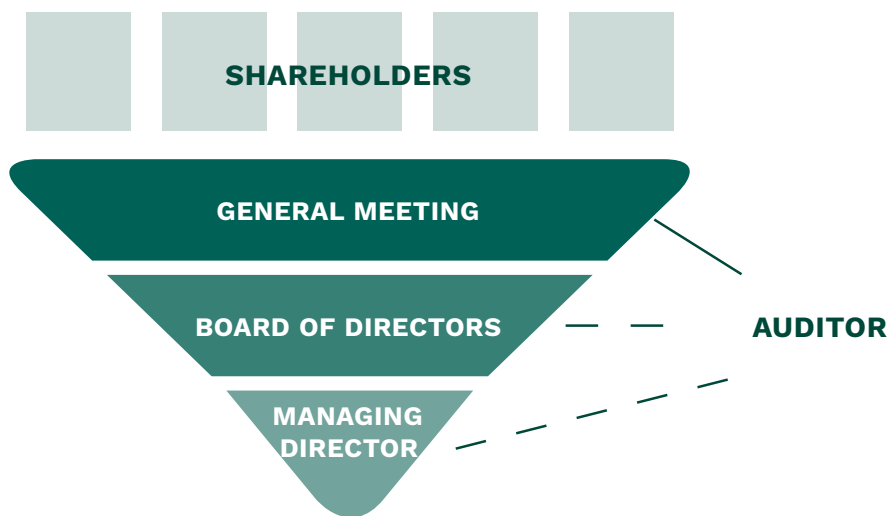 SHAREHOLDERS
GENERAL MEETING
BOARD OF DIRECTORS
AUDITOR
MANAGING
DIRECTOR